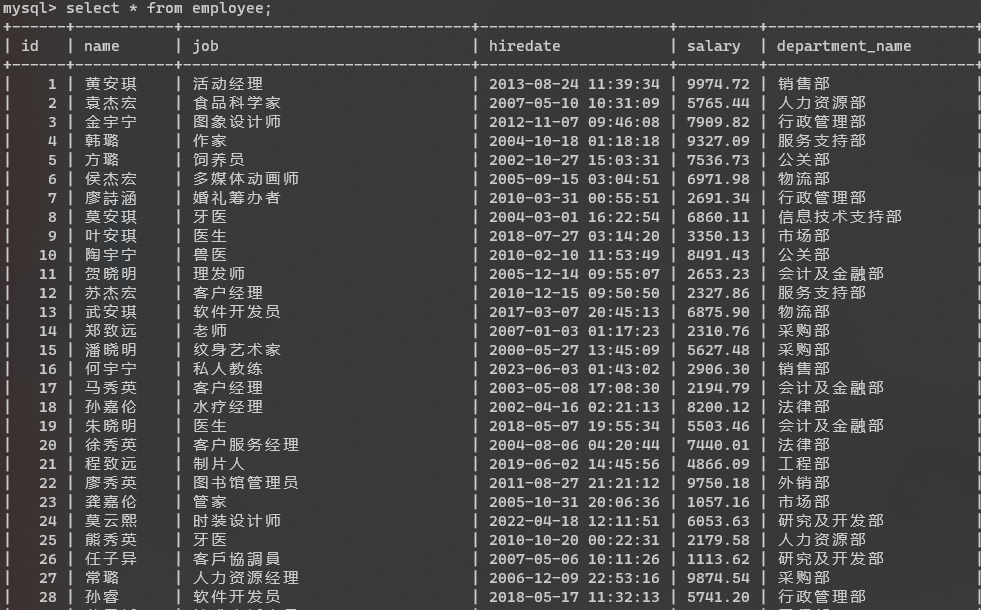 mysql> select * from employee;
| id | name | job | hiredate | salary | department_name |
| 1 | 黄安琪 | 活动经理 | 2013-08-24 11:39:34 | 9974.72 | 销售部
| 2 | 袁杰宏 | 食品科学家 | 2007-05-10 10:31:09 | 5765.44 | 人力资源部
| 3 | 金宇宁 | 图象设计师 | 2012-11-07 09:46:08 | 7909.82 | 行政管理部
| 4 | 韩璐 | 作家 | 2004-10-18 01:18:18 | 9327.09 | 服务支持部
| 5 | 方璐 | 饲养员 | 2002-10-27 15:03:31 | 7536.73 | 公关部
| 6 | 侯杰宏 | 多媒体动画师 | 2005-09-15 03:04:51 | 6971.98 | 物流部
| 7 | 廖詩涵 | 婚礼筹办者 | 2010-03-31 00:55:51 | 2691.34 | 行政管理部
| 8 | 莫安琪 | 牙医 | 2004-03-01 16:22:54 | 6860.11 | 信息技术支持部
| 9 | 叶安琪 | 医生 | 2018-07-27 03:14:20 | 3350.13 | 市场部
| 10 | 陶宇宁 | 兽医 | 2010-02-10 11:53:49 | 8491.43 | 公关部
| 11 | 贺晓明 | 理发师 | 2005-12-14 09:55:07 | 2653.23 | 会计及金融部
| 12 | 苏杰宏 | 客户经理 | 2010-12-15 09:50:50 | 2327.86 | 服务支持部
| 13 | 武安琪 | 软件开发员 | 2017-03-07 20:45:13 | 6875.90 | 物流部
| 14 | 郑致远 | 老师 | 2007-01-03 01:17:23 | 2310.76 | 采购部
| 15 | 潘晓明 | 纹身艺术家 | 2000-05-27 13:45:09 | 5627.48 | 采购部
| 16 | 何宇宁 | 私人教练 | 2023-06-03 01:43:02 | 2906.30 | 销售部
| 17 | 马秀英 | 客户经理 | 2003-05-08 17:08:30 | 2194.79 | 会计及金融部
| 18 | 孙嘉伦 | 水疗经理 | 2002-04-16 02:21:13 | 8200.12 | 法律部
| 19 | 朱晓明 | 医生 | 2018-05-07 19:55:34 | 5503.46 | 会计及金融部
| 20 | 徐秀英 | 客户服务经理 | 2004-08-06 04:20:44 | 7440.01 | 法律部
| 21 | 程致远 | 制片人 | 2019-06-02 14:45:56 | 4866.09 | 工程部
| 22 | 廖秀英 | 图书馆管理员 | 2011-08-27 21:21:12 | 9750.18 | 外销部
| 23 | 龚嘉伦 | 管家 | 2005-10-31 20:06:36 | 1057.16 | 市场部
| 24 | 莫云熙 | 时装设计师 | 2022-04-18 12:11:51 | 6053.63 | 研究及开发部
| 25 | 熊秀英 | 牙医 | 2010-10-20 00:22:31 | 2179.58 | 人力资源部
| 26 | 任子异 | 客戶協調員 | 2007-05-06 10:11:26 | 1113.62 | 研究及开发部
| 27 | 常璐 | 人力资源经理 | 2006-12-09 22:53:16 | 9874.54 | 采购部
| 28 | 孙睿 | 软件开发员 | 2018-05-17 11:32:13 | 5741.20 | 行政管理部